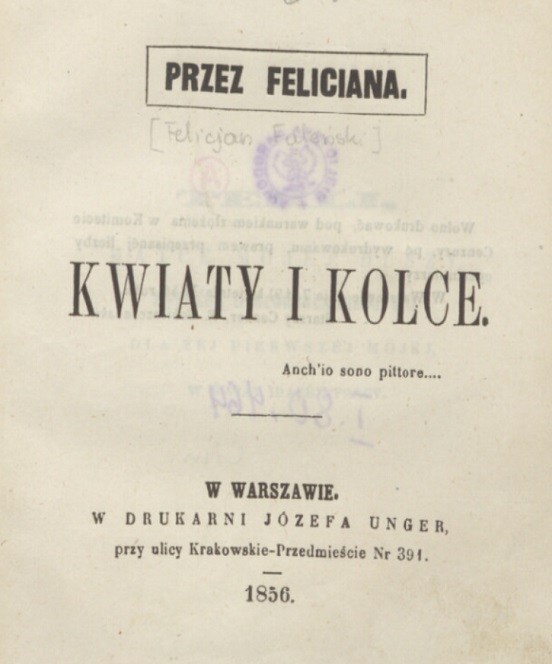 PRZEZ FELICIANA.
[Felicjan Faleński]
KWIATY I KOLCE.
Anch'io sono pittore....
W WARSZAWIE.
W DRUKARNI JÓZEFA UNGER,
przy ulicy Krakowskie-Przedmieście Nr 391.
1856.